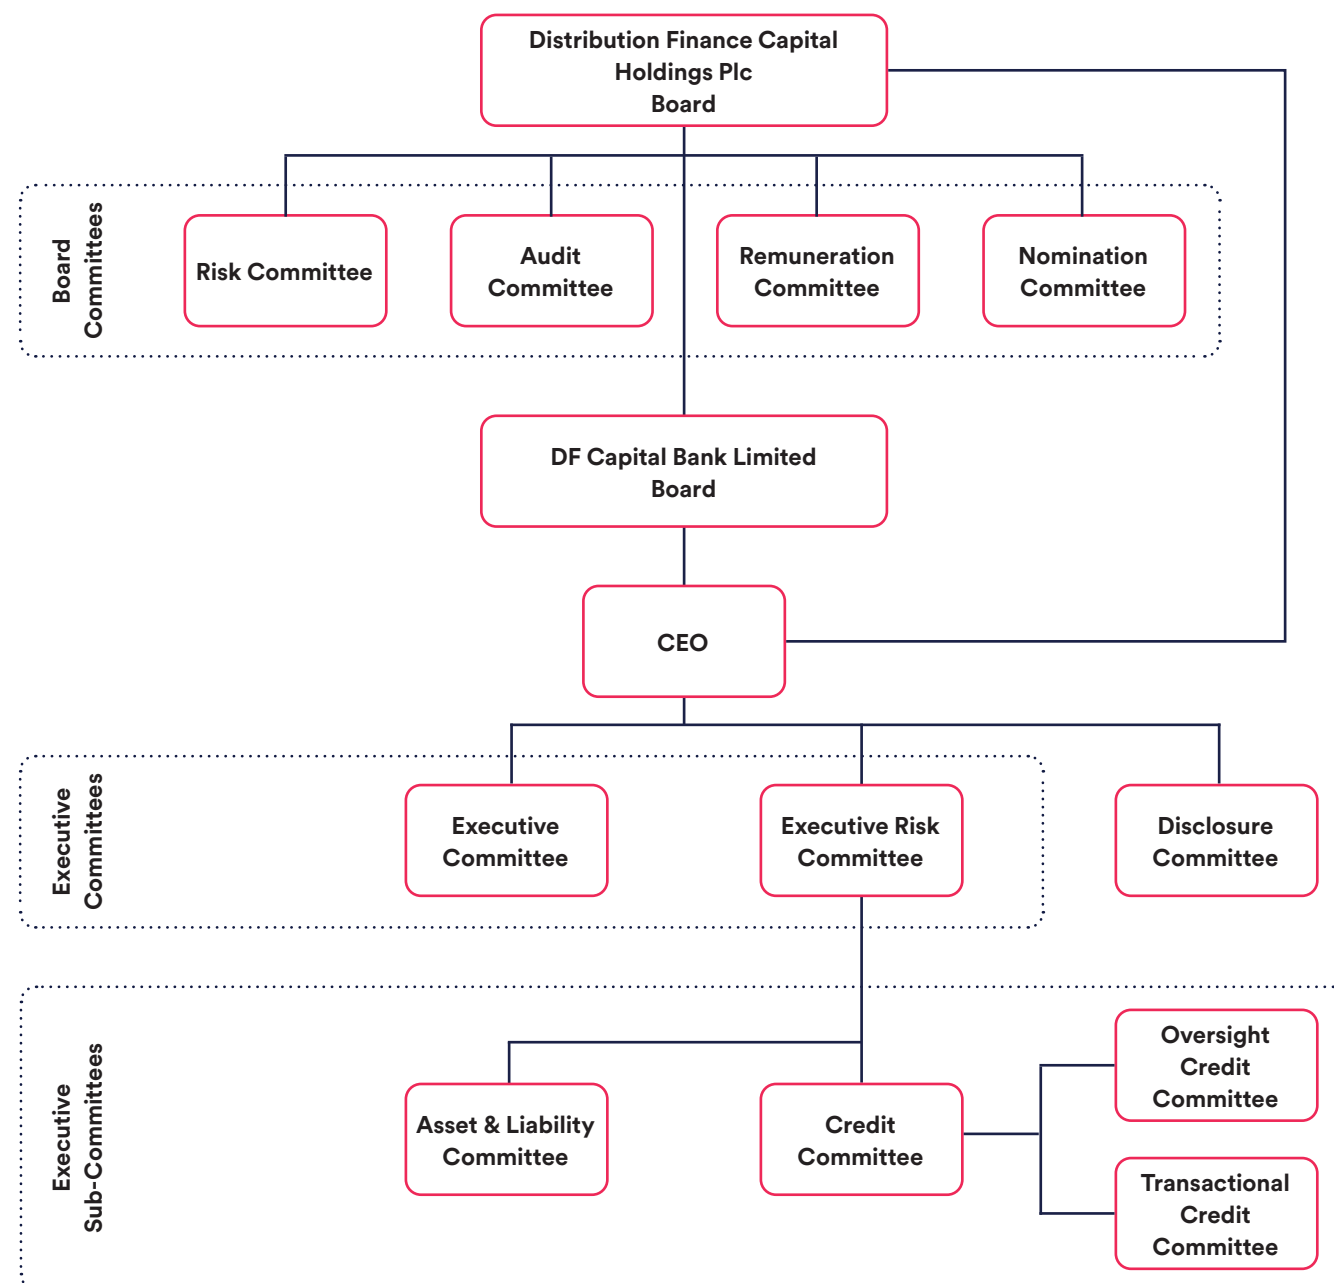 Distribution Finance Capital
Holdings Plc
Board
Board
Committees
Risk Committee
Audit
Committee
Remuneration
Committee
Nomination
Committee
DF Capital Bank Limited
Board
CEO
Executive
Committees
Executive
Committee
Executive Risk
Committee
Disclosure
Committee
Executive
Sub-Committees
Asset & Liability
Committee
Credit
Committee
Oversight
Credit
Committee
Transactional
Credit
Committee